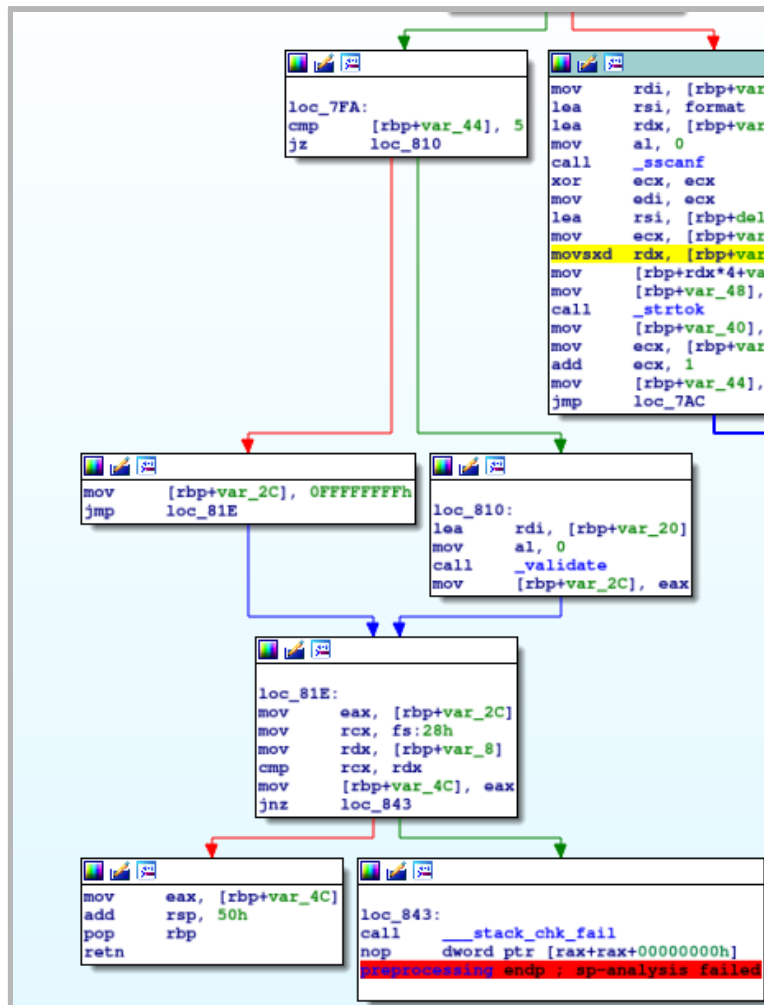 loc_7FA:
cmp [rbp+var_44], 5
jz loc_810
mov rdi, [rbp+var
lea rsi, format
lea rdx, [rbp+var
mov al, 0
call _sscanf
xor ecx, ecx
mov edi, ecx
lea rsi, [rbp+del
mov ecx, [rbp+var
movsxd rdx, [rbp+var
mov [rbp+rdx*4+va
mov [rbp+var_48],
call _strtok
mov [rbp+var_40],
mov ecx, [rbp+var
add ecx, 1
mov [rbp+var_44],
jmp loc_7AC
mov [rbp+var_2C], 0FFFFFFFFh
jmp loc_81E
loc_810:
lea rdi, [rbp+var_20]
mov al, 0
call _validate
mov [rbp+var_2C], eax
loc_81E:
mov eax, [rbp+var_2C]
mov rcx, fs:28h
mov rdx, [rbp+var_8]
cmp rcx, rdx
mov [rbp+var_4C], eax
jnz loc_843
mov eax, [rbp+var_4C]
add rsp, 50h
pop rbp
retn
loc_843:
call ___stack_chk_fail
nop dword ptr [rax+rax+00000000h]
preprocessing endp ; sp-analysis failed